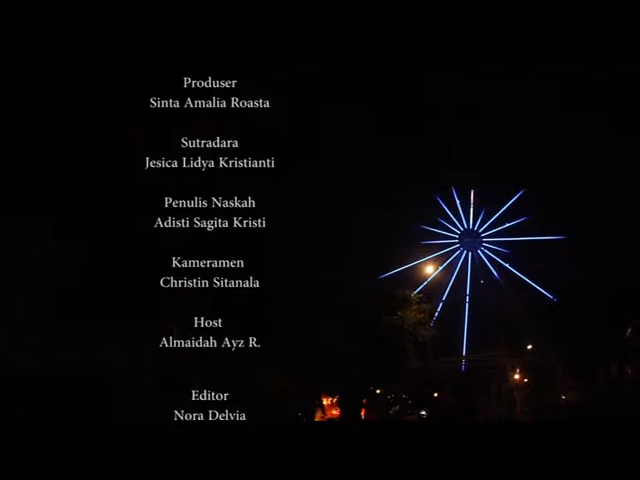 Produser
Sinta Amalia Roasta
Sutradara
Jesica Lidya Kristianti
Penulis Naskah
Adisti Sagita Kristi
Kameramen
Christin Sitanala
Host
Almaidah Ayz R.
Editor
Nora Delvia